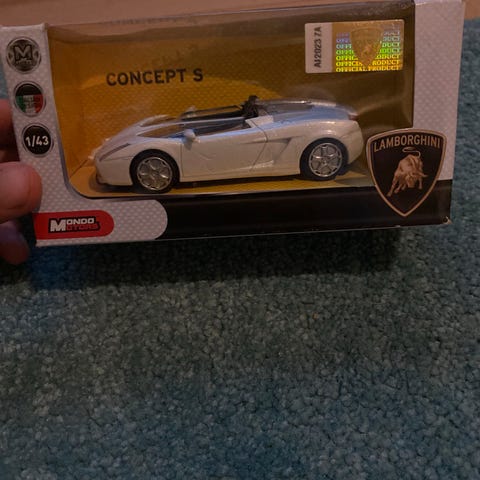 M
CONCEPT S
1/43
MONDO
MOTORS
AI2023 7A
OFFICIAL PRODUCT
LAMBORGHINI